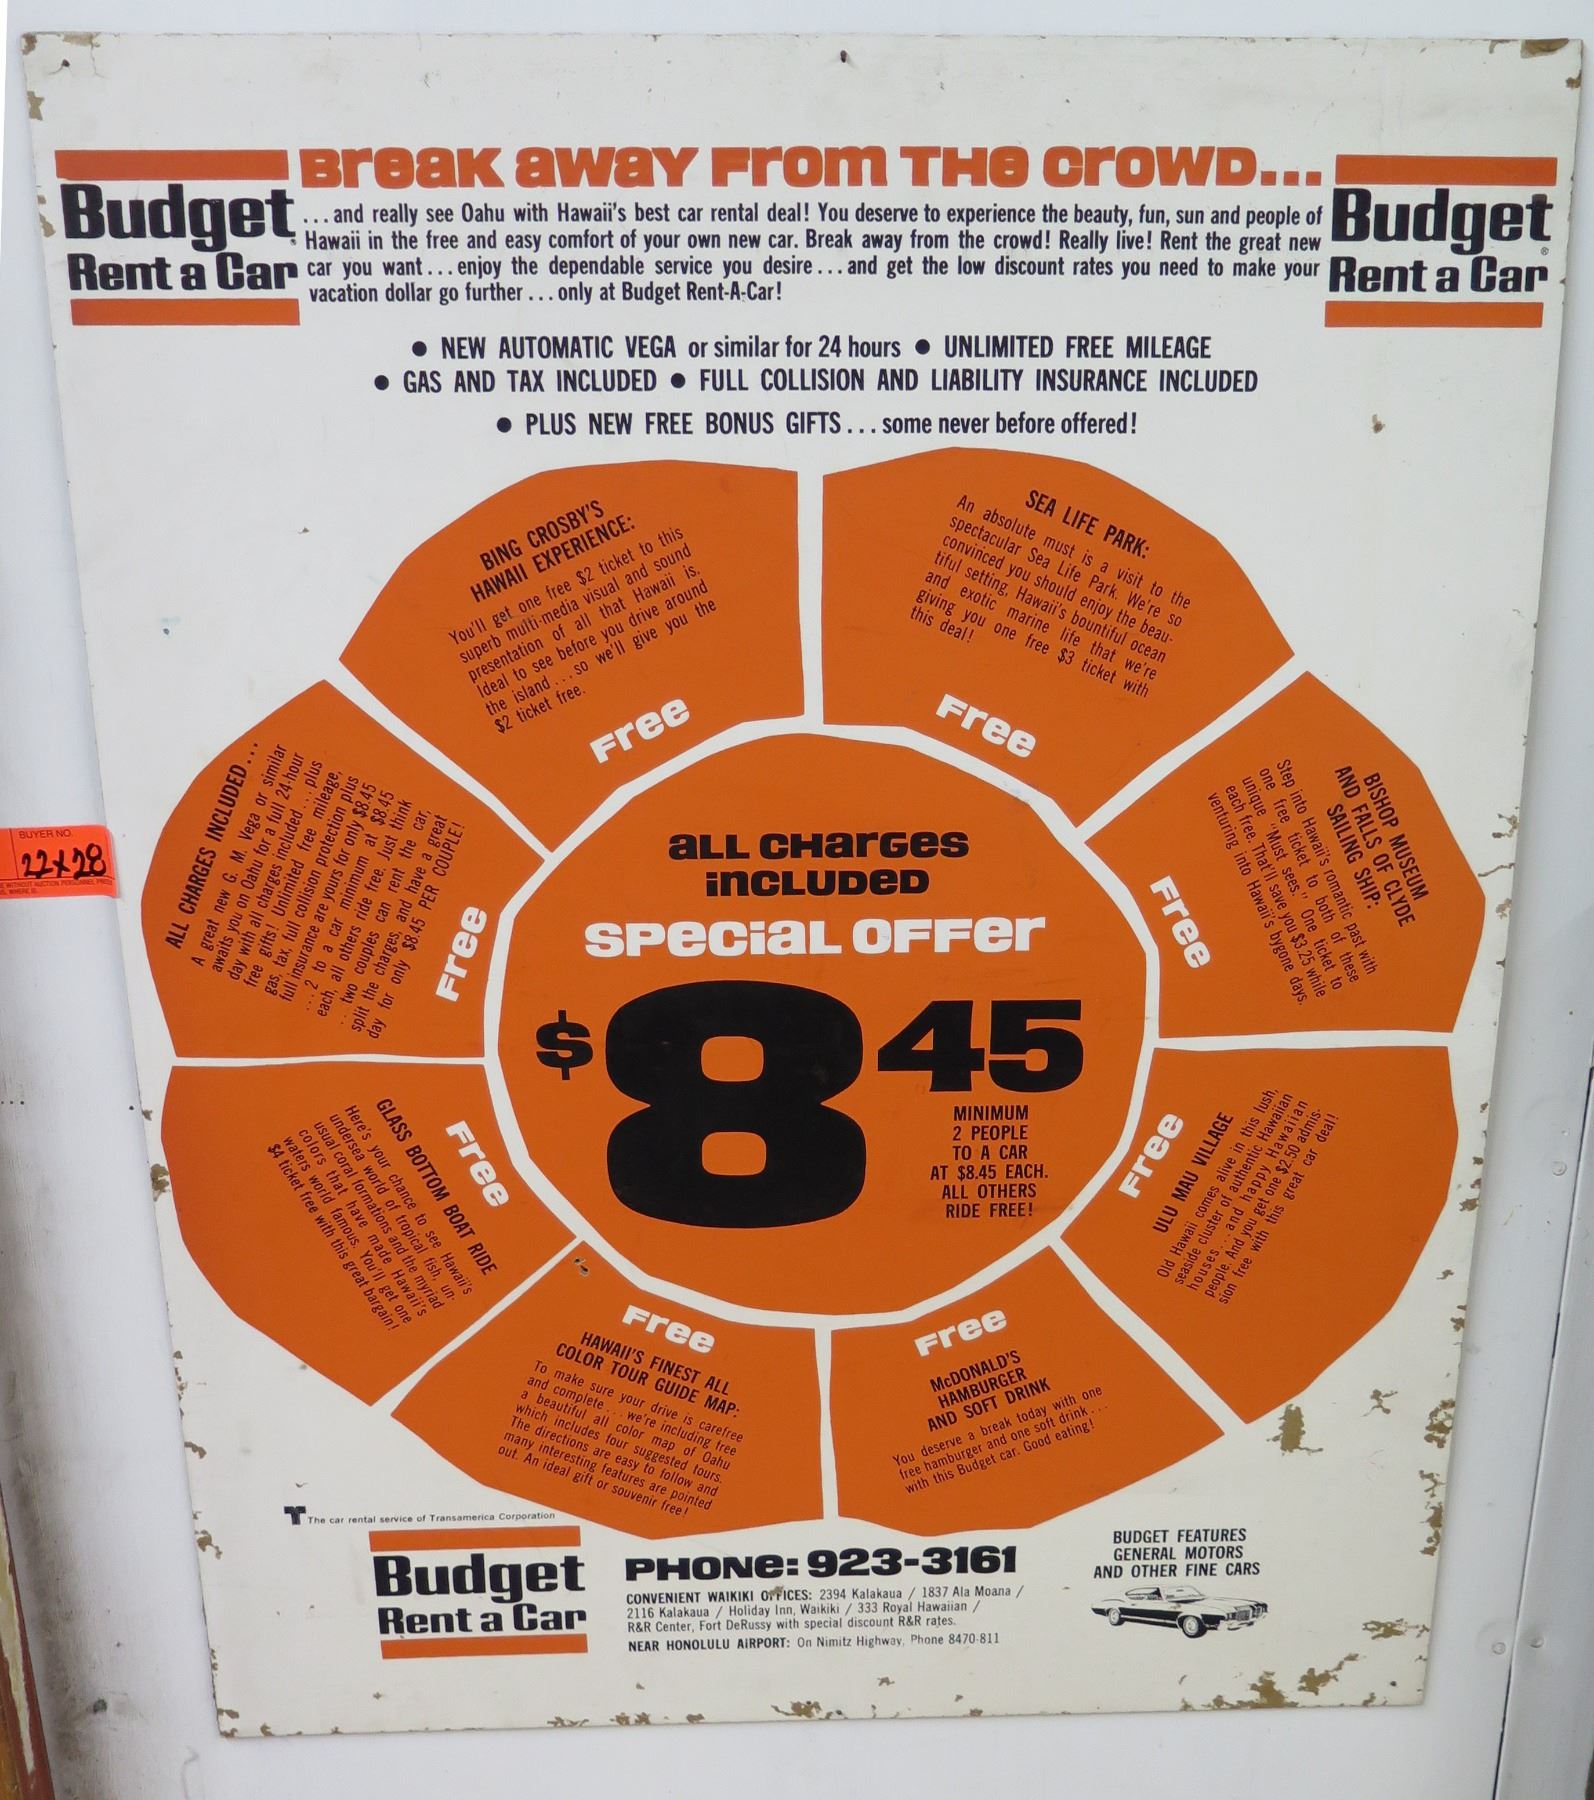 BreaK aWaY From THe CroWD...
Budget
Rent a Car
...and really see Oahu with Hawaii's best car rental deal! You deserve to experience the beauty, fun, sun and people of
Hawaii in the free and easy comfort of your own new car. Break away from the crowd! Really live! Rent the great new
car you want...enjoy the dependable service you desire...and get the low discount rates you need to make your
vacation dollar go further...only at Budget Rent-A-Car!
Budget®
Rent a Car
● NEW AUTOMATIC VEGA or similar for 24 hours ● UNLIMITED FREE MILEAGE
● GAS AND TAX INCLUDED ● FULL COLLISION AND LIABILITY INSURANCE INCLUDED
● PLUS NEW FREE BONUS GIFTS...some never before offered!
BING CROSBY'S
HAWAII EXPERIENCE:
You'll get one free $2 ticket to this
superb multi-media visual and sound
presentation of all that Hawaii is.
Ideal to see before you drive around
the island...so we'll give you the
$2 ticket free.
Free
SEA LIFE PARK:
An absolute must is a visit to the
spectacular Sea Life Park. We're so
convinced you should enjoy the beau-
tiful setting, Hawaii's bountiful ocean
and exotic marine life that we're
giving you one free $3 ticket with
this deal!
Free
BISHOP MUSEUM
AND FALLS OF CLYDE
SAILING SHIP:
Step into Hawaii's romantic past with
one free ticket to both of these
unique "Must sees." One ticket to
each free. That'll save you $3.25 while
venturing into Hawaii's bygone days.
Free
ULU MAU VILLAGE
Old Hawaii comes alive in this lush,
seaside cluster of authentic Hawaiian
houses...and happy Hawaiian
people. And you get one $2.50 admis-
sion free with this great car deal!
Free
McDONALD'S
HAMBURGER
AND SOFT DRINK
You deserve a break today with one
free hamburger and one soft drink...
with this Budget car. Good eating!
Free
HAWAII'S FINEST ALL
COLOR TOUR GUIDE MAP:
To make sure your drive is carefree
and complete...we're including free
a beautiful all color map of Oahu
which includes four suggested tours.
The directions are easy to follow and
many interesting features are pointed
out. An ideal gift or souvenir free!
Free
GLASS BOTTOM BOAT RIDE
Here's your chance to see Hawaii's
undersea world of tropical fish, un-
usual coral formations and the myriad
colors that have made Hawaii's
waters world famous. You'll get one
$4 ticket free with this great bargain!
Free
ALL CHARGES INCLUDED...
A great new G. M. Vega or similar
awaits you on Oahu for a full 24-hour
day with all charges included...plus
free gifts! Unlimited free mileage,
gas, tax, full collision protection plus
full insurance are yours for only $8.45
...2 to a car minimum at $8.45
each, all others ride free. Just think
...two couples can rent the car,
split the charges, and have a great
day for only $8.45 PER COUPLE!
Free
aLL CHarGes
inCLUDeD
SPeCiaL OFFer
$8 45
MINIMUM
2 PEOPLE
TO A CAR
AT $8.45 EACH.
ALL OTHERS
RIDE FREE!
BUYER NO.
22X28
T The car rental service of Transamerica Corporation
Budget
Rent a Car
PHONe: 923-3161
CONVENIENT WAIKIKI OFFICES: 2394 Kalakaua / 1837 Ala Moana /
2116 Kalakaua / Holiday Inn, Waikiki / 333 Royal Hawaiian /
R&R Center, Fort DeRussy with special discount R&R rates.
NEAR HONOLULU AIRPORT: On Nimitz Highway, Phone 8470-811
BUDGET FEATURES
GENERAL MOTORS
AND OTHER FINE CARS